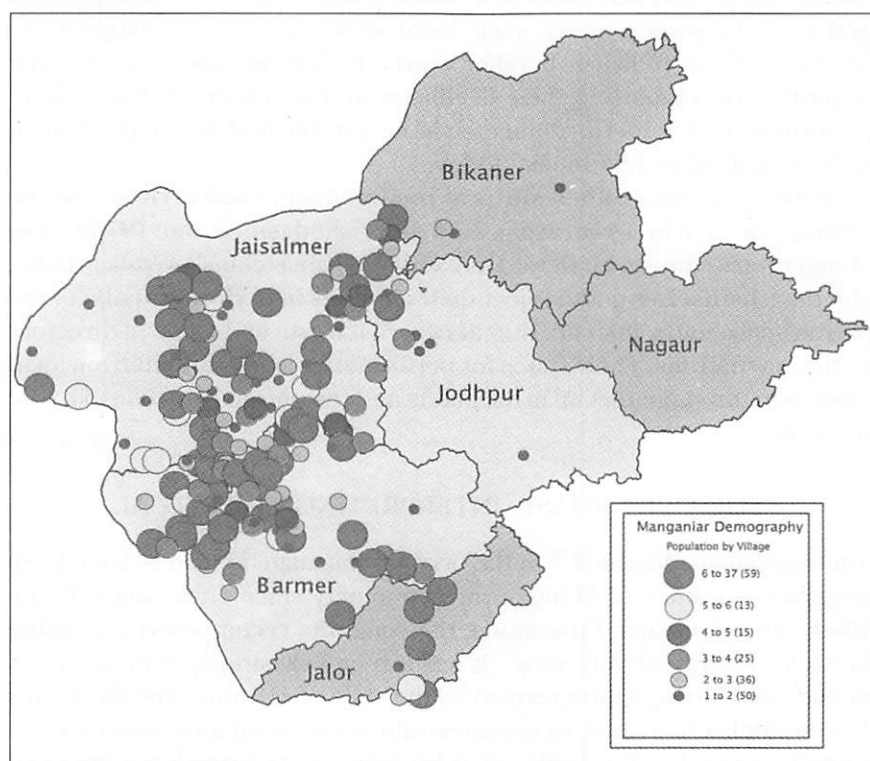 Bikaner
Jaisalmer
Nagaur
Jodhpur
Barmer
Jalor
Manganiar Demography
Population by Village
6 to 37 (59)
5 to 6 (13)
4 to 5 (15)
3 to 4 (25)
2 to 3 (36)
1 to 2 (50)